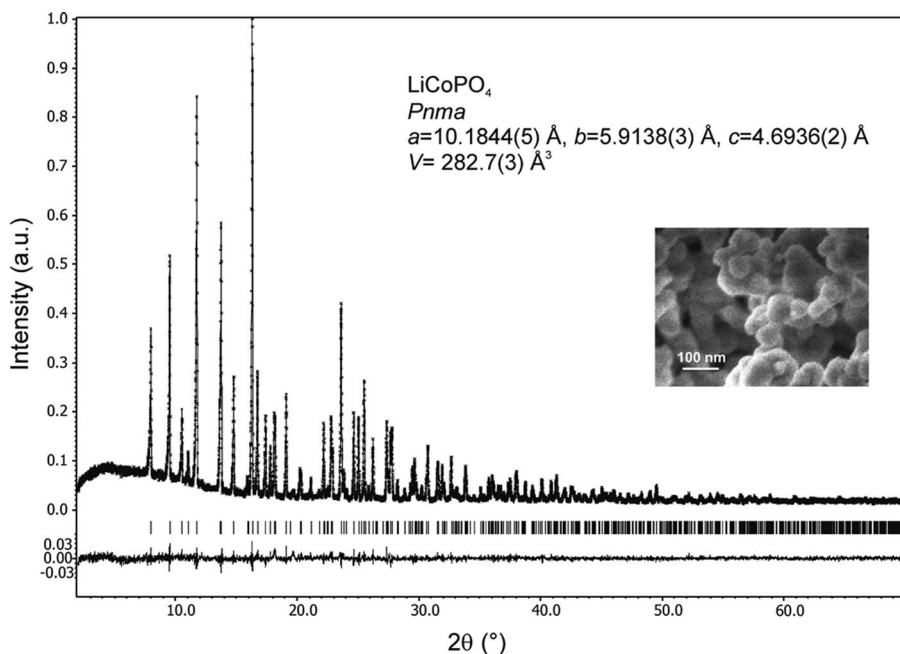 1.0
0.9
0.8
0.7
0.6
0.5
0.4
0.3
0.2
0.1
0.0
0.03
0.00
-0.03
Intensity (a.u.)
LiCoPO₄
Pnma
a=10.1844(5) Å, b=5.9138(3) Å, c=4.6936(2) Å
V= 282.7(3) Å³
100 nm
10.0 20.0 30.0 40.0 50.0 60.0
2θ (°)